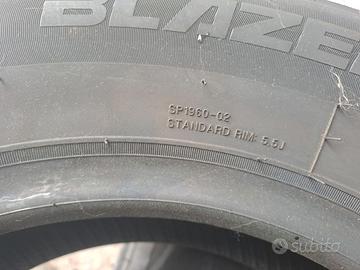 BLAZE
SP1960-02
STANDARD RIM: 5.5J
subito